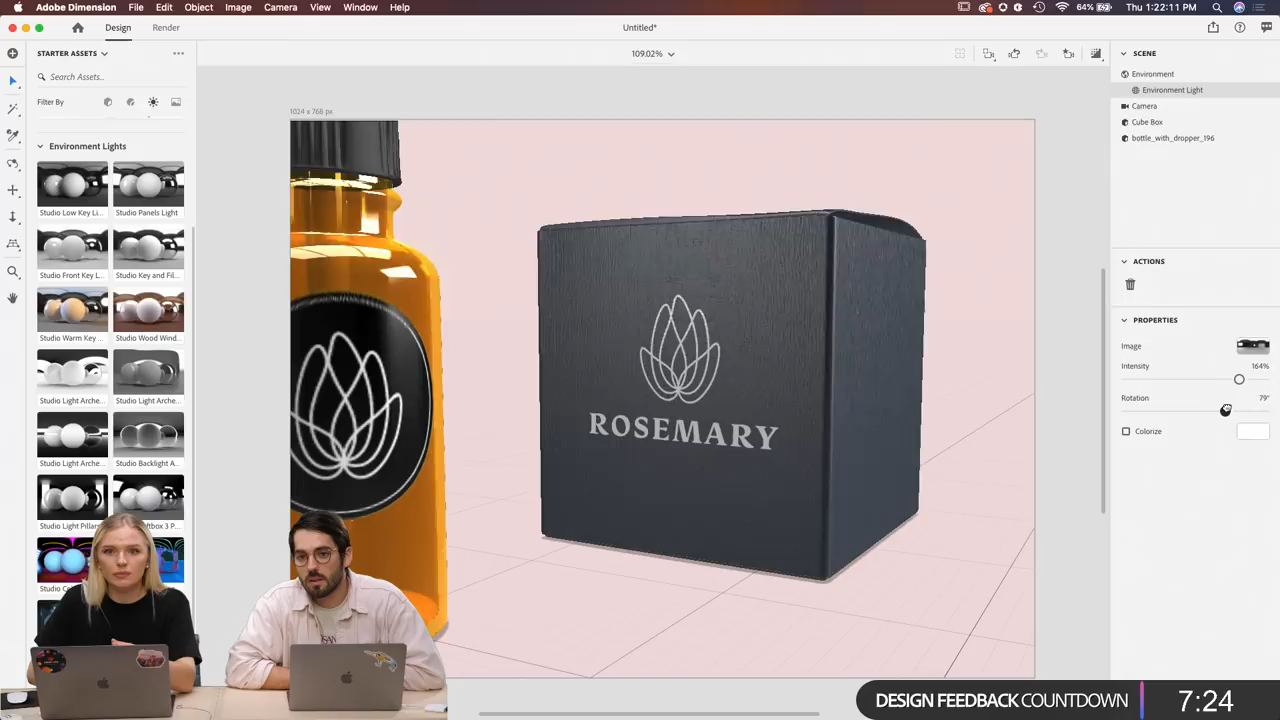 File Edit Object Image Camera View Window Help
64% Thu 1:22:11 PM
Design Render Untitled*
STARTER ASSETS
109.02%
Search Assets...
Filter By
1024 x 768 px
Environment Lights
Studio Low Key Li... Studio Panels Light
Studio Front Key L... Studio Key and Fil...
Studio Warm Key ... Studio Wood Wind...
Studio Light Arche... Studio Light Arche...
Studio Light Arche... Studio Backlight A...
Studio Light Pillars
ROSEMARY
SCENE
Environment
Environment Light
Camera
Cube Box
bottle_with_dropper_196
ACTIONS
PROPERTIES
Image
Intensity 164%
Rotation 79°
Colorize
DESIGN FEEDBACK COUNTDOWN 7:24